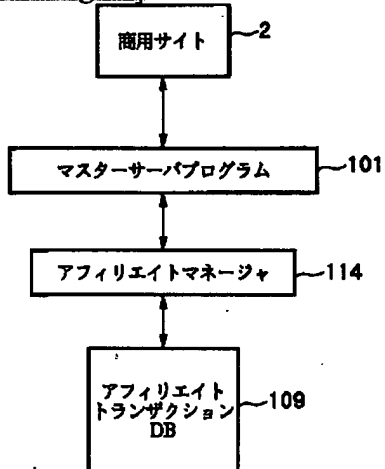 商用サイト
2
マスターサーバプログラム
101
アフィリエイトマネージャ
114
アフィリエイト
トランザクション
DB
109